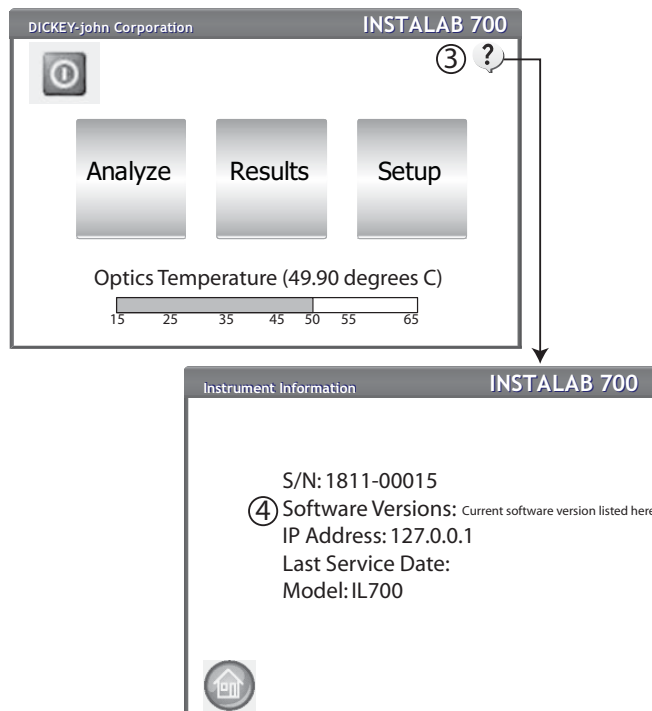 DICKEY-john Corporation INSTALAB 700
③ ?
Analyze Results Setup
Optics Temperature (49.90 degrees C)
15 25 35 45 50 55 65
Instrument Information INSTALAB 700
S/N: 1811-00015
④ Software Versions: Current software version listed here
IP Address: 127.0.0.1
Last Service Date:
Model: IL700